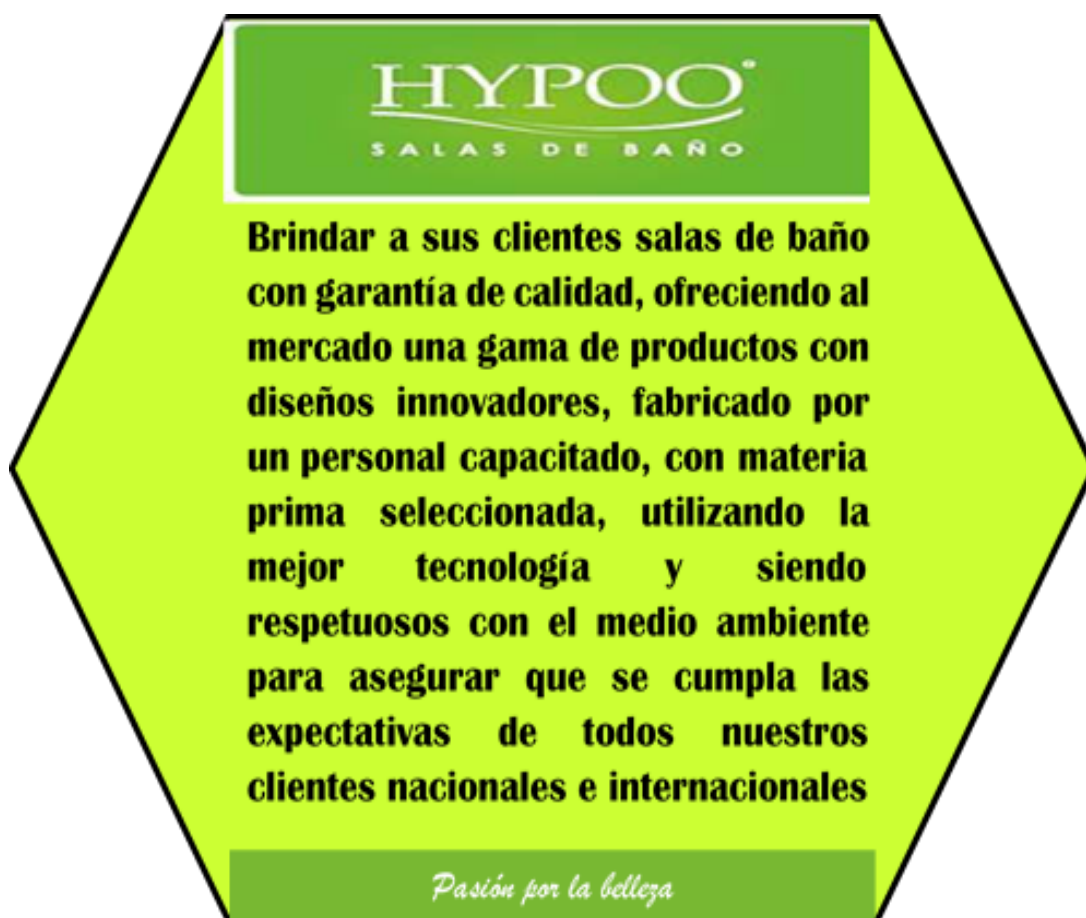 HYPOO
SALAS DE BAÑO
Brindar a sus clientes salas de baño
con garantía de calidad, ofreciendo al
mercado una gama de productos con
diseños innovadores, fabricado por
un personal capacitado, con materia
prima seleccionada, utilizando la
mejor tecnología y siendo
respetuosos con el medio ambiente
para asegurar que se cumpla las
expectativas de todos nuestros
clientes nacionales e internacionales
Pasión por la belleza